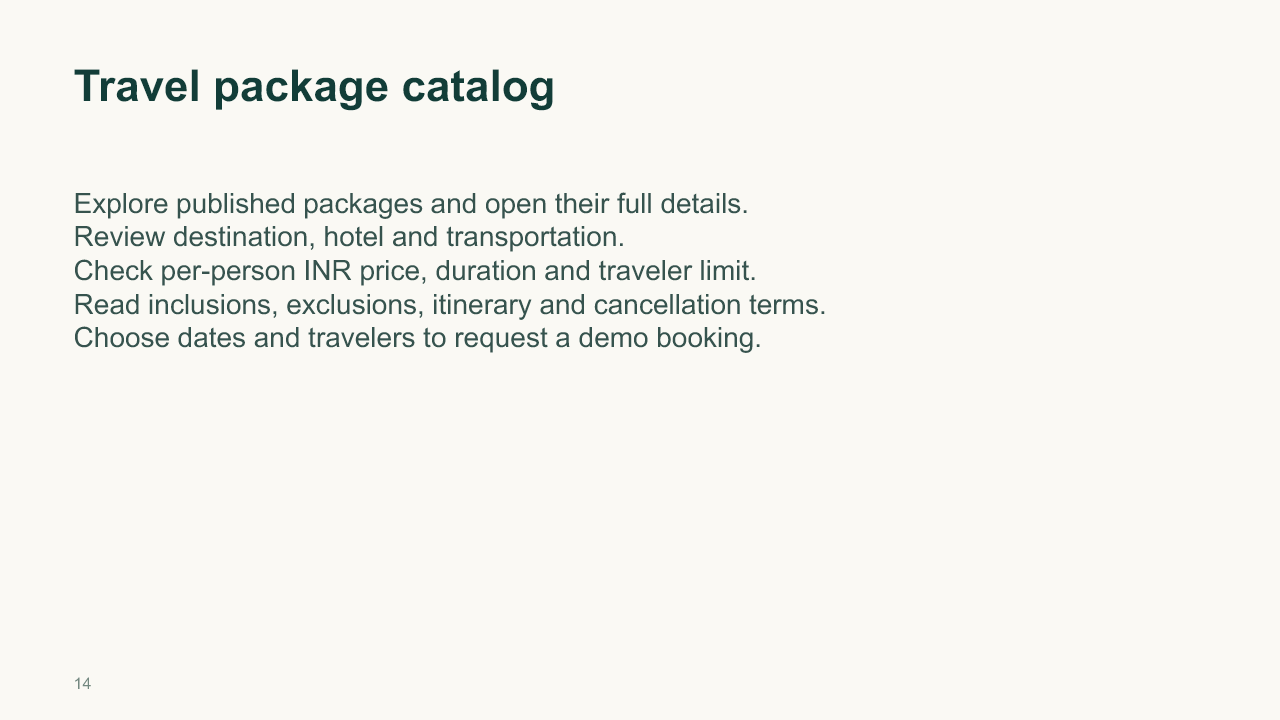 Travel package catalog
Explore published packages and open their full details.
Review destination, hotel and transportation.
Check per-person INR price, duration and traveler limit.
Read inclusions, exclusions, itinerary and cancellation terms.
Choose dates and travelers to request a demo booking.
14